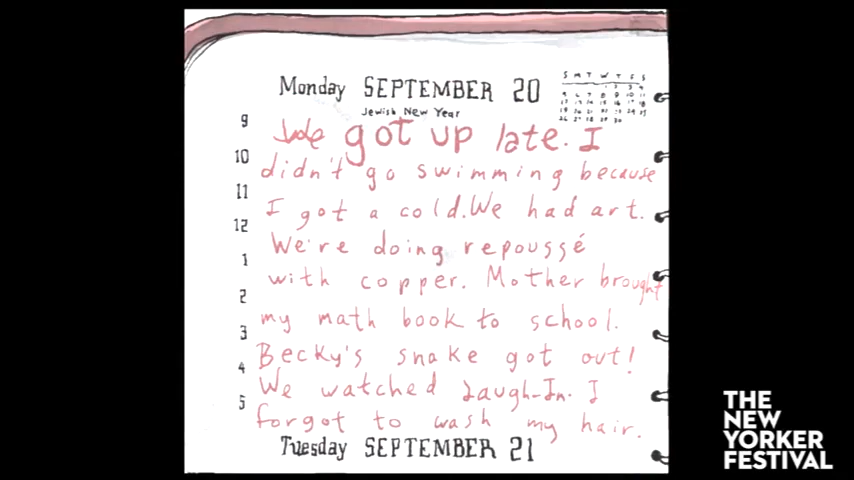 Monday SEPTEMBER 20
S M T W T F S
Jewish New Year
9
We got up late. I
10
didn't go swimming because
11
I got a cold. We had art.
12
We're doing repoussé
1
with copper. Mother brought
2
my math book to school.
3
Becky's snake got out!
4
We watched Laugh-In. I
5
forgot to wash my hair.
Tuesday SEPTEMBER 21
THE
NEW
YORKER
FESTIVAL